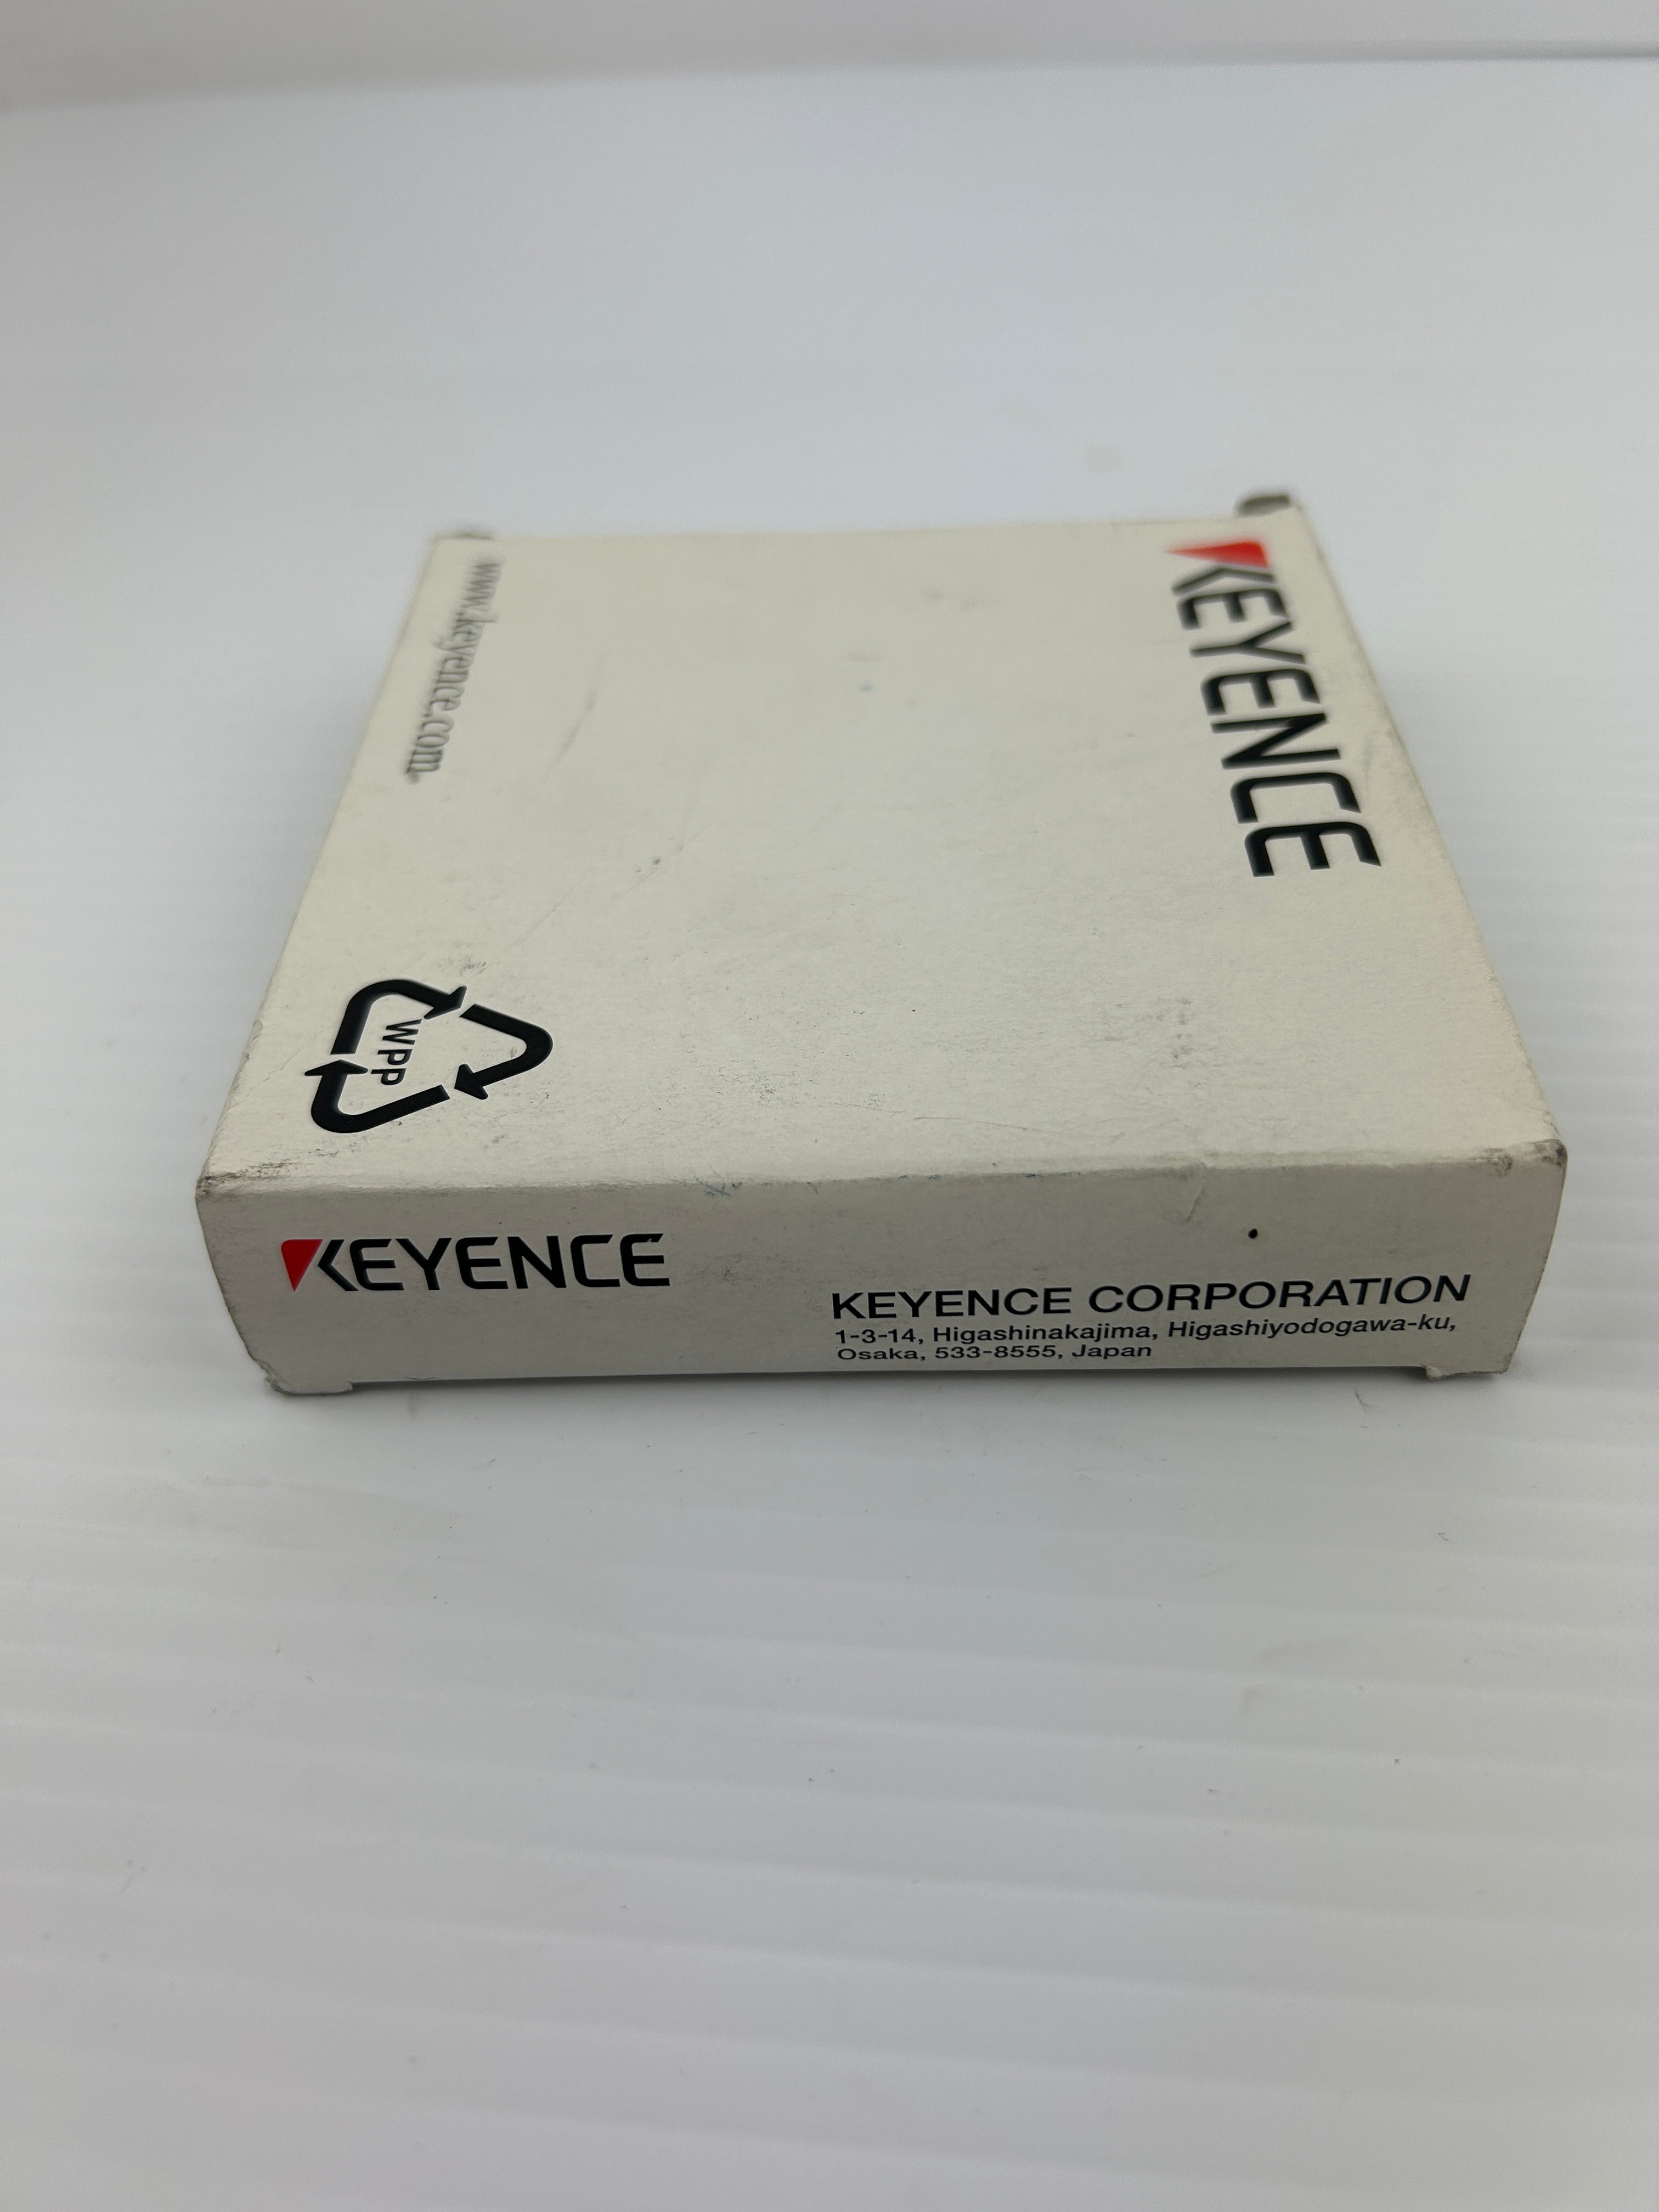 KEYENCE
www.keyence.com
WPP
KEYENCE
KEYENCE CORPORATION
1-3-14, Higashinakajima, Higashiyodogawa-ku,
Osaka, 533-8555, Japan